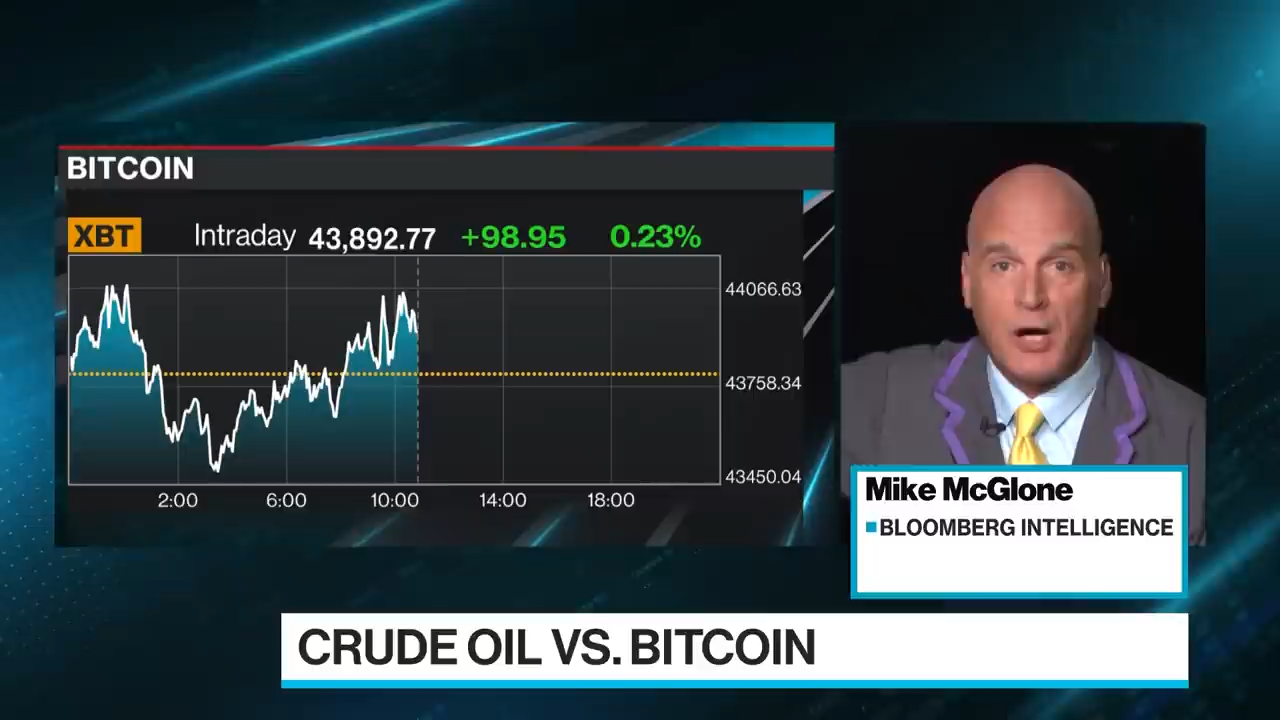 BITCOIN
XBT Intraday 43,892.77 +98.95 0.23%
44066.63
43758.34
43450.04
2:00 6:00 10:00 14:00 18:00
Mike McGlone
BLOOMBERG INTELLIGENCE
CRUDE OIL VS. BITCOIN